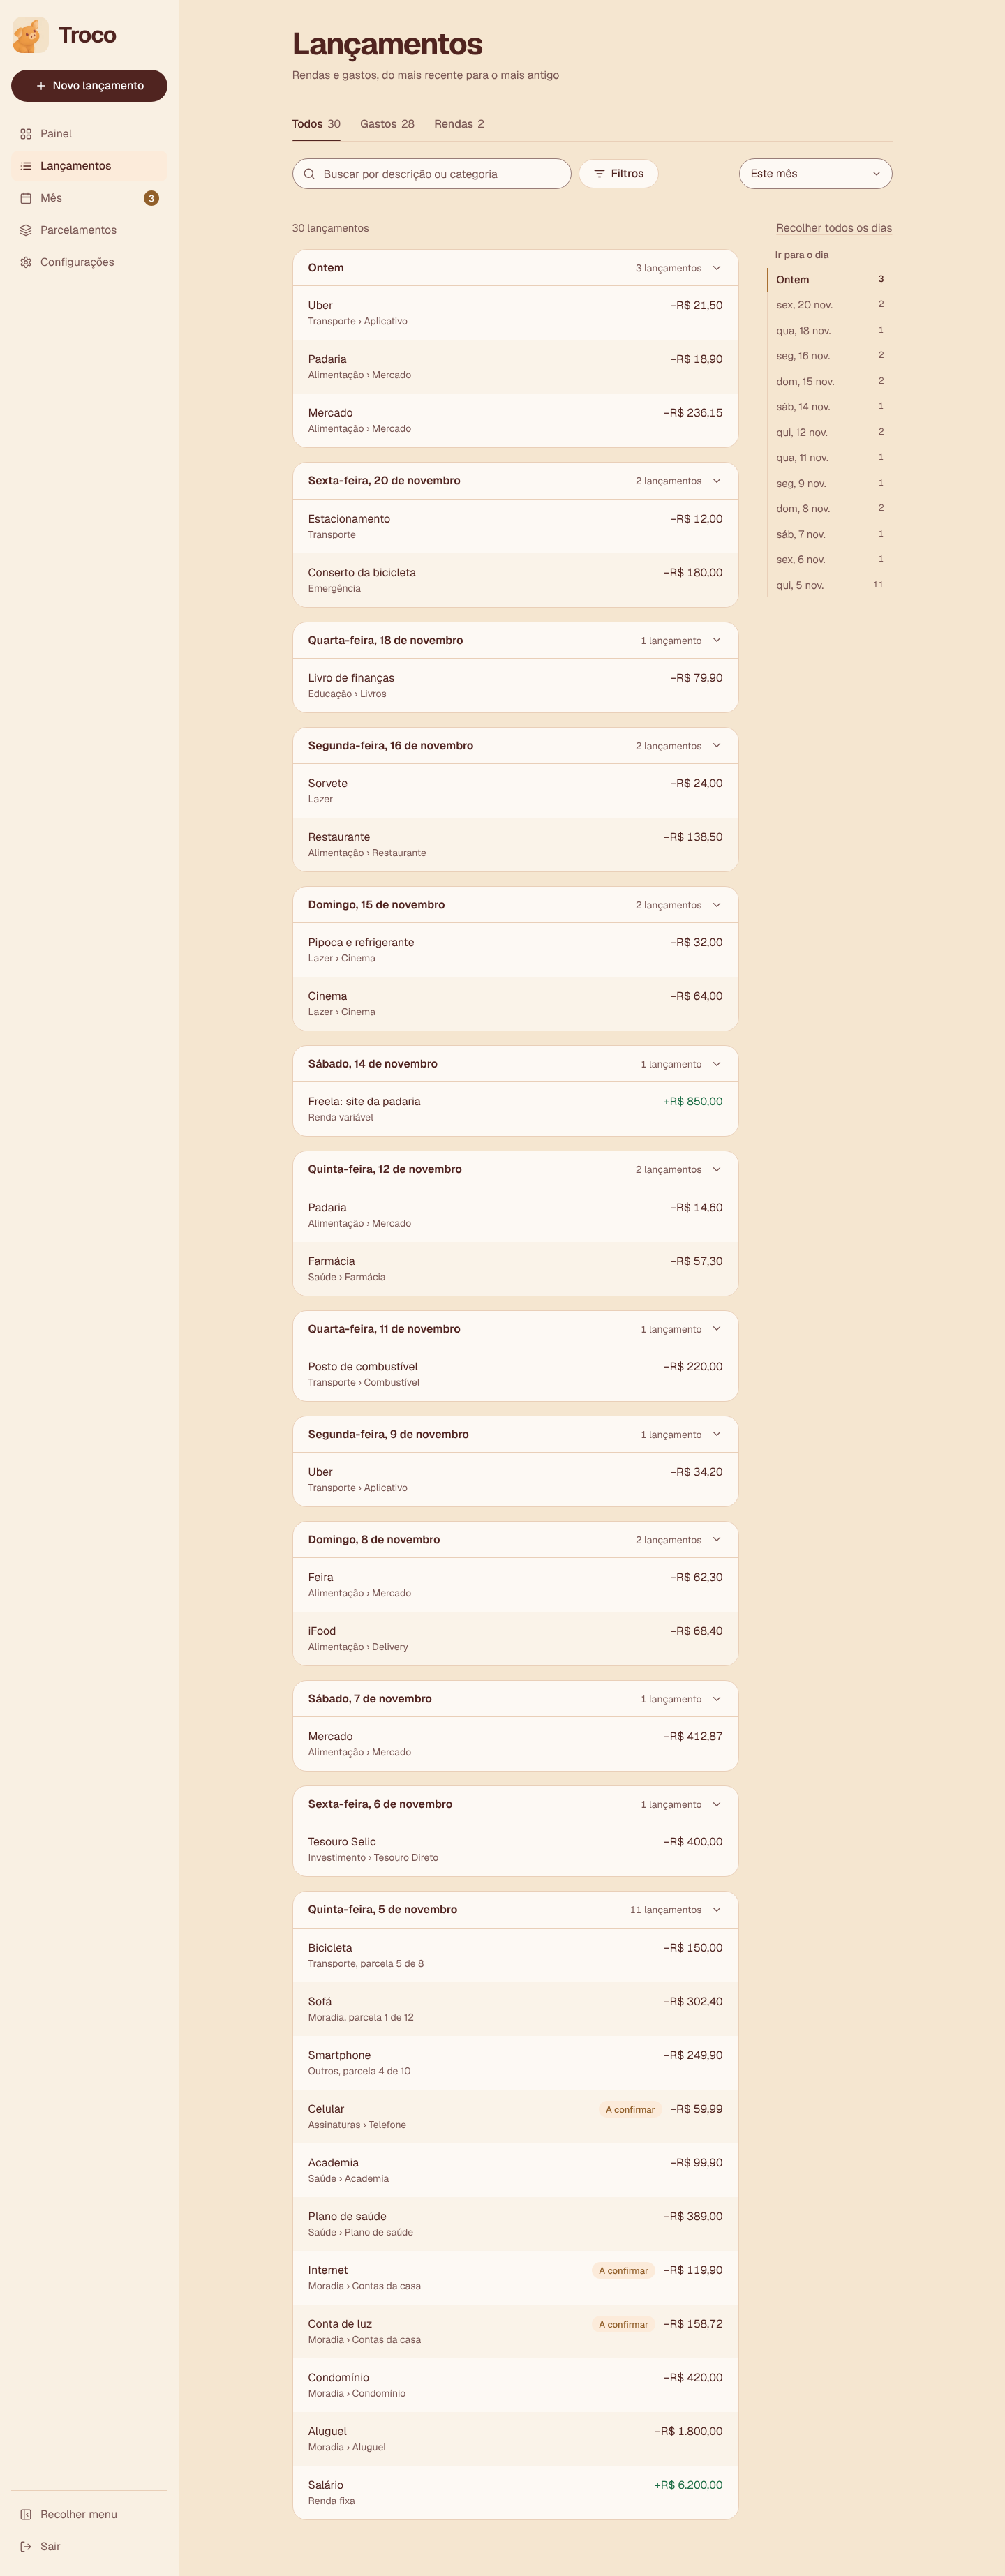 Troco
Novo lançamento
Painel
Lançamentos
Mês 3
Parcelamentos
Configurações
Recolher menu
Sair
Lançamentos
Rendas e gastos, do mais recente para o mais antigo
Todos 30 Gastos 28 Rendas 2
Buscar por descrição ou categoria Filtros Este mês
30 lançamentos Recolher todos os dias
Ontem 3 lançamentos
Uber −R$ 21,50
Transporte › Aplicativo
Padaria −R$ 18,90
Alimentação › Mercado
Mercado −R$ 236,15
Alimentação › Mercado
Sexta-feira, 20 de novembro 2 lançamentos
Estacionamento −R$ 12,00
Transporte
Conserto da bicicleta −R$ 180,00
Emergência
Quarta-feira, 18 de novembro 1 lançamento
Livro de finanças −R$ 79,90
Educação › Livros
Segunda-feira, 16 de novembro 2 lançamentos
Sorvete −R$ 24,00
Lazer
Restaurante −R$ 138,50
Alimentação › Restaurante
Domingo, 15 de novembro 2 lançamentos
Pipoca e refrigerante −R$ 32,00
Lazer › Cinema
Cinema −R$ 64,00
Lazer › Cinema
Sábado, 14 de novembro 1 lançamento
Freela: site da padaria +R$ 850,00
Renda variável
Quinta-feira, 12 de novembro 2 lançamentos
Padaria −R$ 14,60
Alimentação › Mercado
Farmácia −R$ 57,30
Saúde › Farmácia
Quarta-feira, 11 de novembro 1 lançamento
Posto de combustível −R$ 220,00
Transporte › Combustível
Segunda-feira, 9 de novembro 1 lançamento
Uber −R$ 34,20
Transporte › Aplicativo
Domingo, 8 de novembro 2 lançamentos
Feira −R$ 62,30
Alimentação › Mercado
iFood −R$ 68,40
Alimentação › Delivery
Sábado, 7 de novembro 1 lançamento
Mercado −R$ 412,87
Alimentação › Mercado
Sexta-feira, 6 de novembro 1 lançamento
Tesouro Selic −R$ 400,00
Investimento › Tesouro Direto
Quinta-feira, 5 de novembro 11 lançamentos
Bicicleta −R$ 150,00
Transporte, parcela 5 de 8
Sofá −R$ 302,40
Moradia, parcela 1 de 12
Smartphone −R$ 249,90
Outros, parcela 4 de 10
Celular A confirmar −R$ 59,99
Assinaturas › Telefone
Academia −R$ 99,90
Saúde › Academia
Plano de saúde −R$ 389,00
Saúde › Plano de saúde
Internet A confirmar −R$ 119,90
Moradia › Contas da casa
Conta de luz A confirmar −R$ 158,72
Moradia › Contas da casa
Condomínio −R$ 420,00
Moradia › Condomínio
Aluguel −R$ 1.800,00
Moradia › Aluguel
Salário +R$ 6.200,00
Renda fixa
Ir para o dia
Ontem 3
sex, 20 nov. 2
qua, 18 nov. 1
seg, 16 nov. 2
dom, 15 nov. 2
sáb, 14 nov. 1
qui, 12 nov. 2
qua, 11 nov. 1
seg, 9 nov. 1
dom, 8 nov. 2
sáb, 7 nov. 1
sex, 6 nov. 1
qui, 5 nov. 11